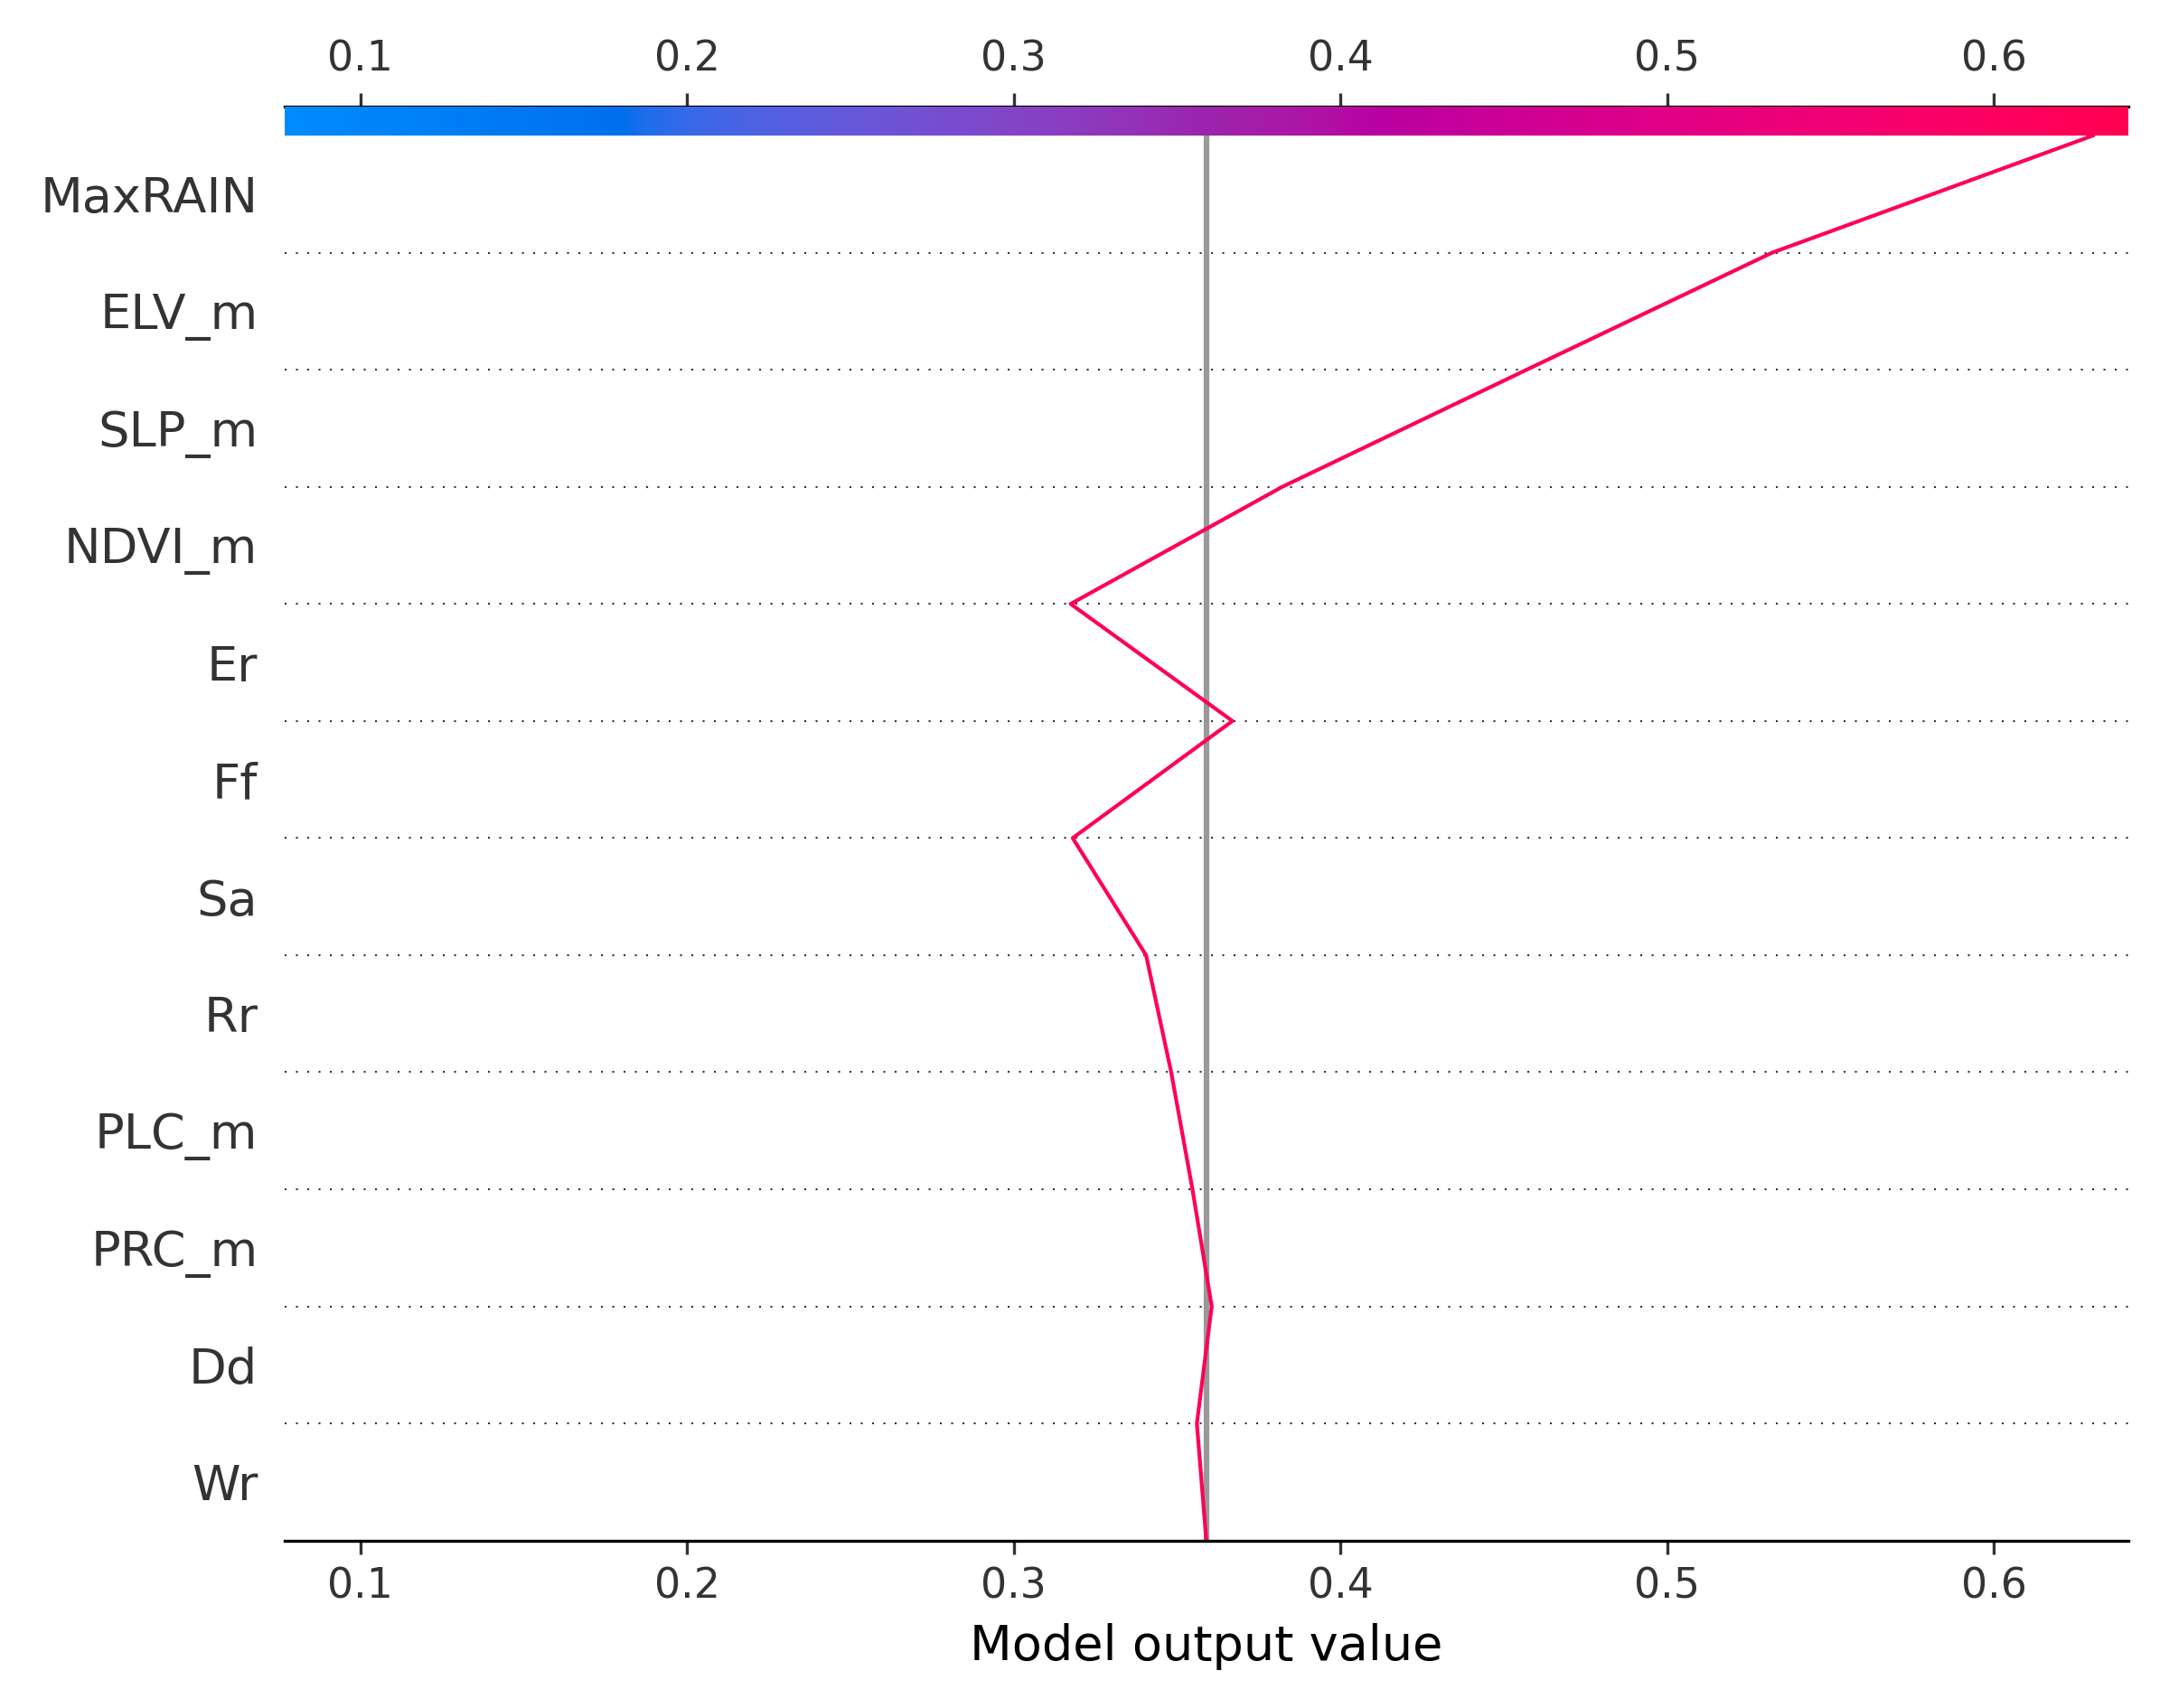 0.1 0.2 0.3 0.4 0.5 0.6
MaxRAIN
ELV_m
SLP_m
NDVI_m
Er
Ff
Sa
Rr
PLC_m
PRC_m
Dd
Wr
0.1 0.2 0.3 0.4 0.5 0.6
Model output value